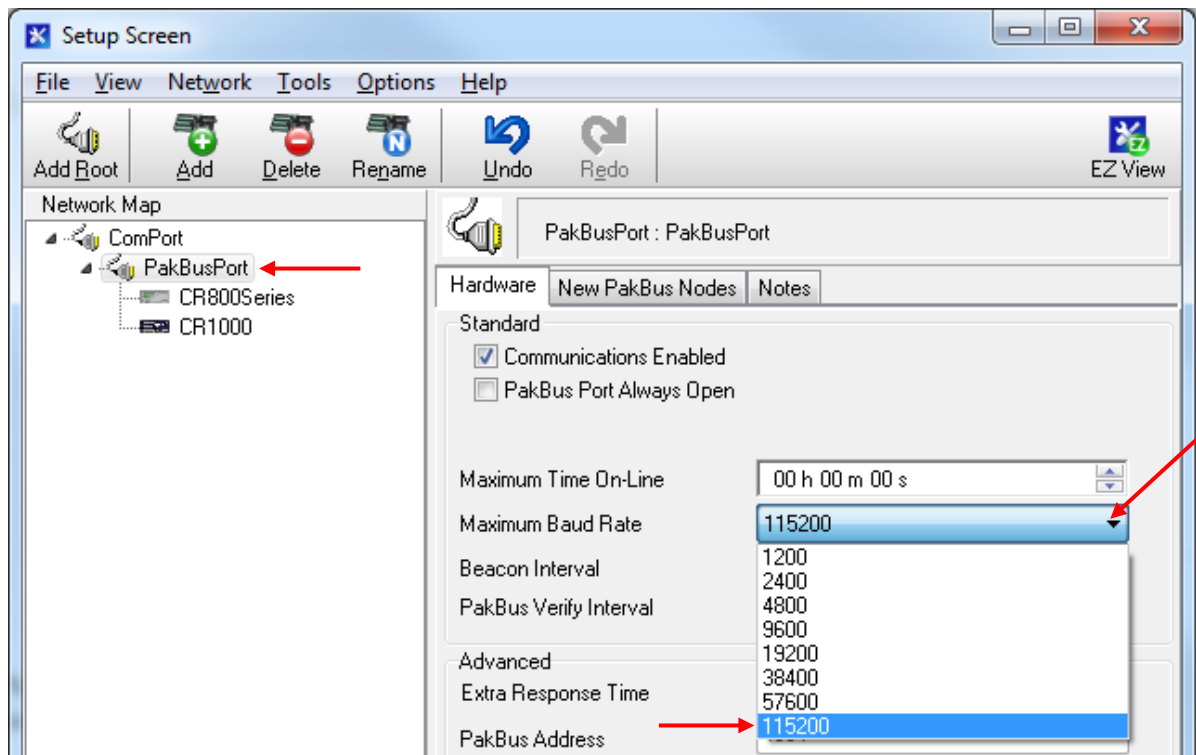 Setup Screen
File View Network Tools Options Help
Add Root Add Delete Rename Undo Redo EZ View
Network Map
ComPort
PakBusPort
CR800Series
CR1000
PakBusPort : PakBusPort
Hardware New PakBus Nodes Notes
Standard
Communications Enabled
PakBus Port Always Open
Maximum Time On-Line 00 h 00 m 00 s
Maximum Baud Rate 115200
1200
2400
Beacon Interval
4800
PakBus Verify Interval
9600
19200
Advanced
38400
Extra Response Time
57600
115200
PakBus Address